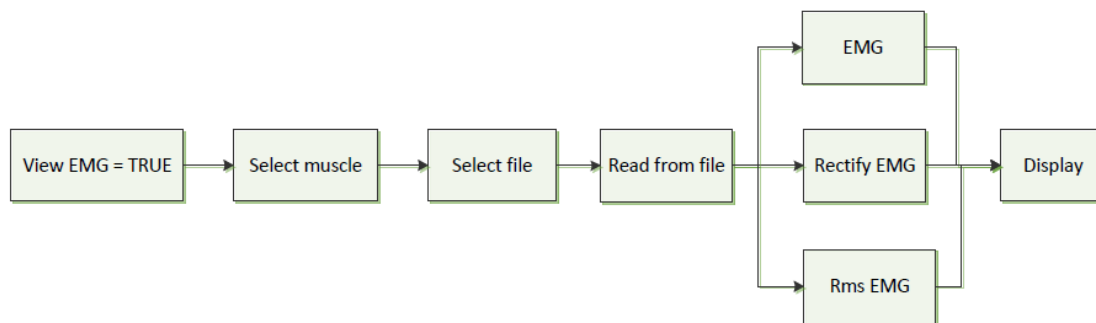 View EMG = TRUE
Select muscle
Select file
Read from file
EMG
Rectify EMG
Rms EMG
Display